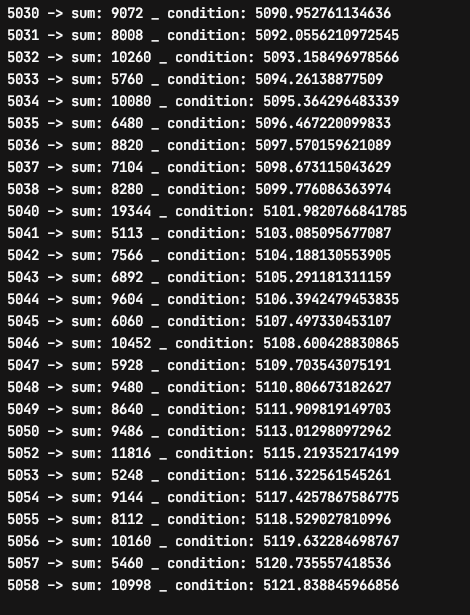 5030 -> sum: 9072 _ condition: 5090.952761134636
5031 -> sum: 8008 _ condition: 5092.0556210972545
5032 -> sum: 10260 _ condition: 5093.158496978566
5033 -> sum: 5760 _ condition: 5094.26138877509
5034 -> sum: 10080 _ condition: 5095.364296483339
5035 -> sum: 6480 _ condition: 5096.467220099833
5036 -> sum: 8820 _ condition: 5097.570159621089
5037 -> sum: 7104 _ condition: 5098.673115043629
5038 -> sum: 8280 _ condition: 5099.776086363974
5040 -> sum: 19344 _ condition: 5101.9820766841785
5041 -> sum: 5113 _ condition: 5103.085095677087
5042 -> sum: 7566 _ condition: 5104.188130553905
5043 -> sum: 6892 _ condition: 5105.291181311159
5044 -> sum: 9604 _ condition: 5106.3942479453835
5045 -> sum: 6060 _ condition: 5107.497330453107
5046 -> sum: 10452 _ condition: 5108.600428830865
5047 -> sum: 5928 _ condition: 5109.703543075191
5048 -> sum: 9480 _ condition: 5110.806673182627
5049 -> sum: 8640 _ condition: 5111.909819149703
5050 -> sum: 9486 _ condition: 5113.012980972962
5052 -> sum: 11816 _ condition: 5115.219352174199
5053 -> sum: 5248 _ condition: 5116.322561545261
5054 -> sum: 9144 _ condition: 5117.4257867586775
5055 -> sum: 8112 _ condition: 5118.529027810996
5056 -> sum: 10160 _ condition: 5119.632284698767
5057 -> sum: 5460 _ condition: 5120.735557418536
5058 -> sum: 10998 _ condition: 5121.838845966856